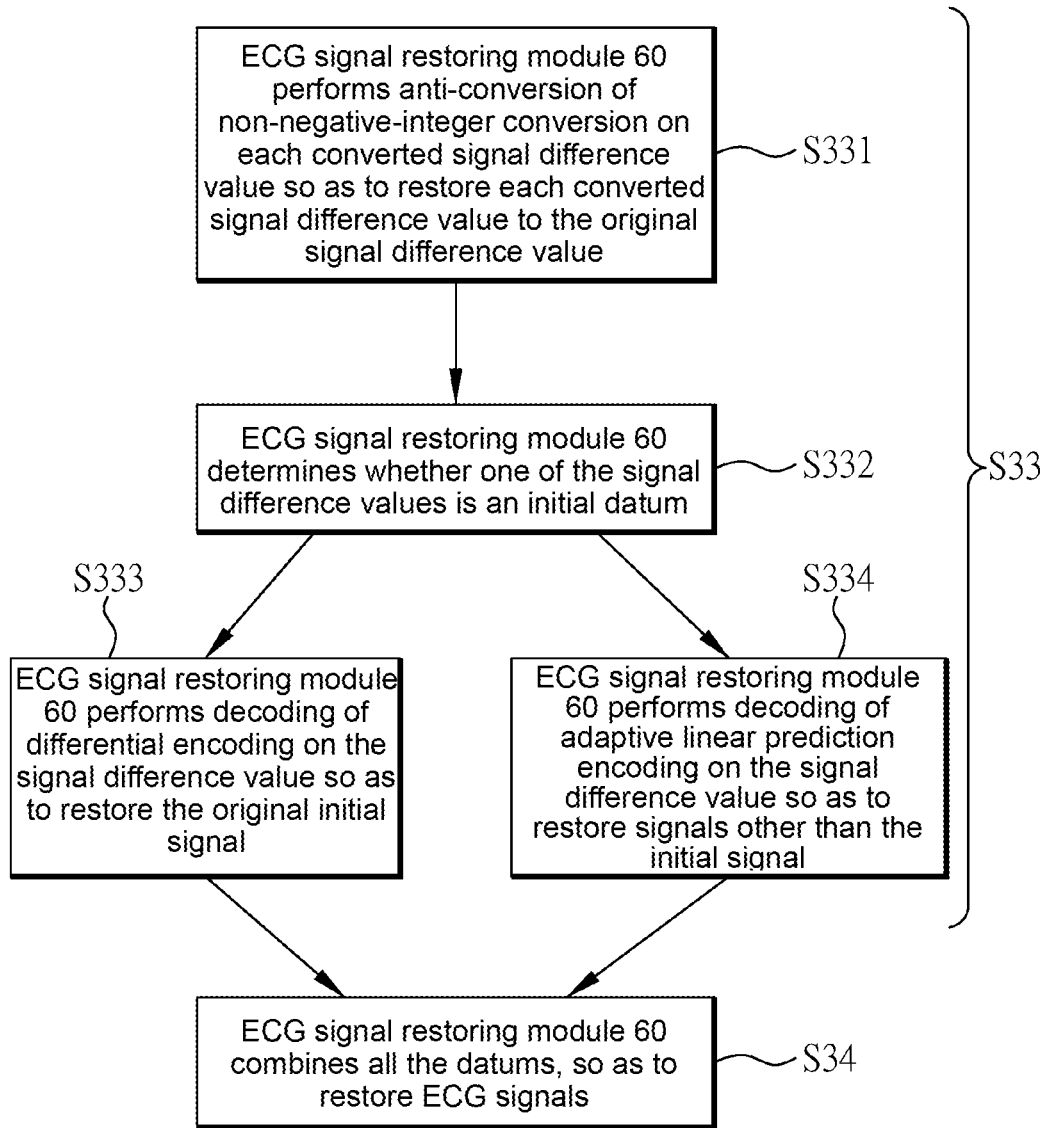 ECG signal restoring module 60
performs anti-conversion of
non-negative-integer conversion on
each converted signal difference
value so as to restore each converted
signal difference value to the original
signal difference value
S331
ECG signal restoring module 60
determines whether one of the signal
difference values is an initial datum
S332
S33
S333
S334
ECG signal restoring module
60 performs decoding of
differential encoding on the
signal difference value so as
to restore the original initial
signal
ECG signal restoring module
60 performs decoding of
adaptive linear prediction
encoding on the signal
difference value so as to
restore signals other than the
initial signal
ECG signal restoring module 60
combines all the datums, so as to
restore ECG signals
S34